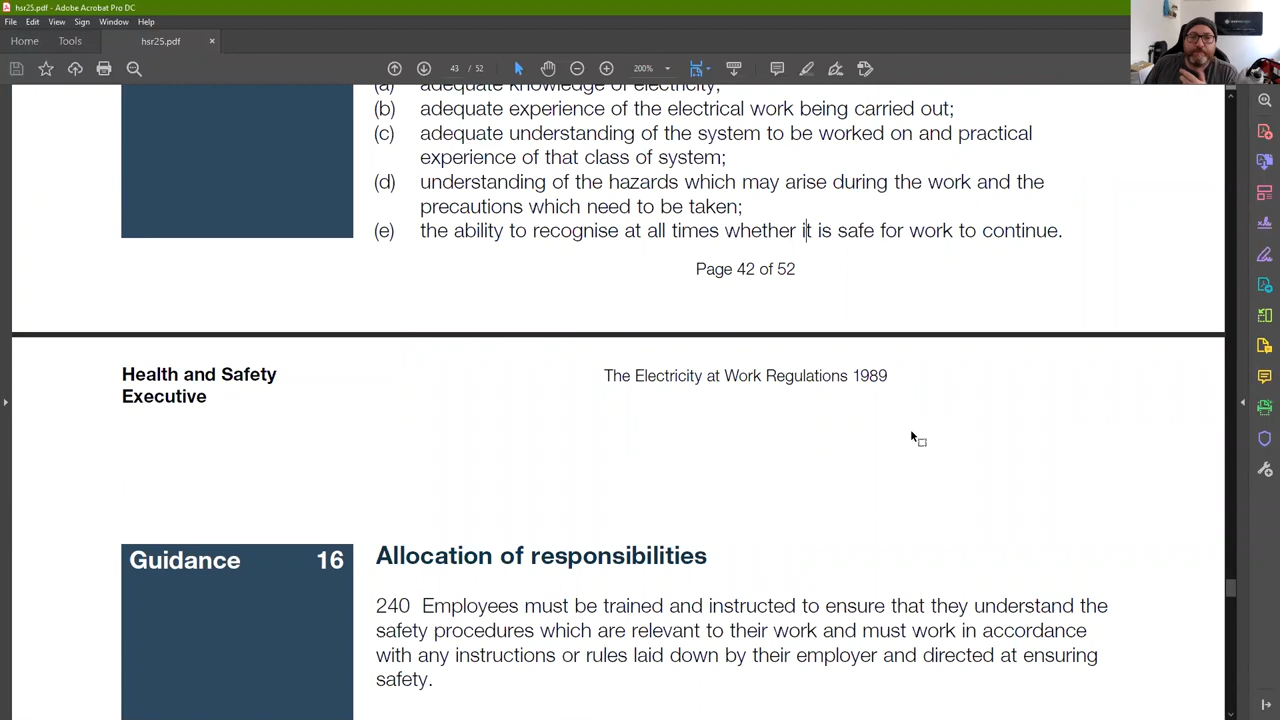 hsr25.pdf - Adobe Acrobat Pro DC
File Edit View Sign Window Help
Home Tools hsr25.pdf ×
43 / 52 200%
(a) adequate knowledge of electricity;
(b) adequate experience of the electrical work being carried out;
(c) adequate understanding of the system to be worked on and practical
experience of that class of system;
(d) understanding of the hazards which may arise during the work and the
precautions which need to be taken;
(e) the ability to recognise at all times whether it is safe for work to continue.
Page 42 of 52
Health and Safety
Executive
The Electricity at Work Regulations 1989
Guidance 16
Allocation of responsibilities
240 Employees must be trained and instructed to ensure that they understand the
safety procedures which are relevant to their work and must work in accordance
with any instructions or rules laid down by their employer and directed at ensuring
safety.